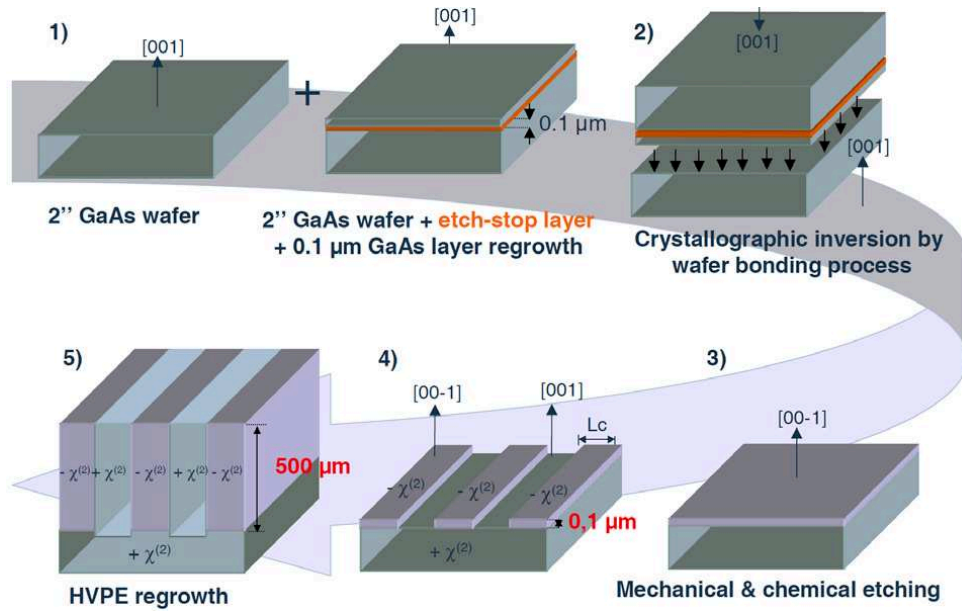 1)
[001]
+
[001]
0.1 µm
2'' GaAs wafer
2'' GaAs wafer + etch-stop layer
+ 0.1 µm GaAs layer regrowth
2)
[001]
[001]
Crystallographic inversion by
wafer bonding process
5)
- χ(2) + χ(2) - χ(2) + χ(2) - χ(2)
500 µm
+ χ(2)
HVPE regrowth
4)
[00-1]
[001]
Lc
- χ(2) - χ(2) - χ(2)
0,1 µm
+ χ(2)
3)
[00-1]
Mechanical & chemical etching